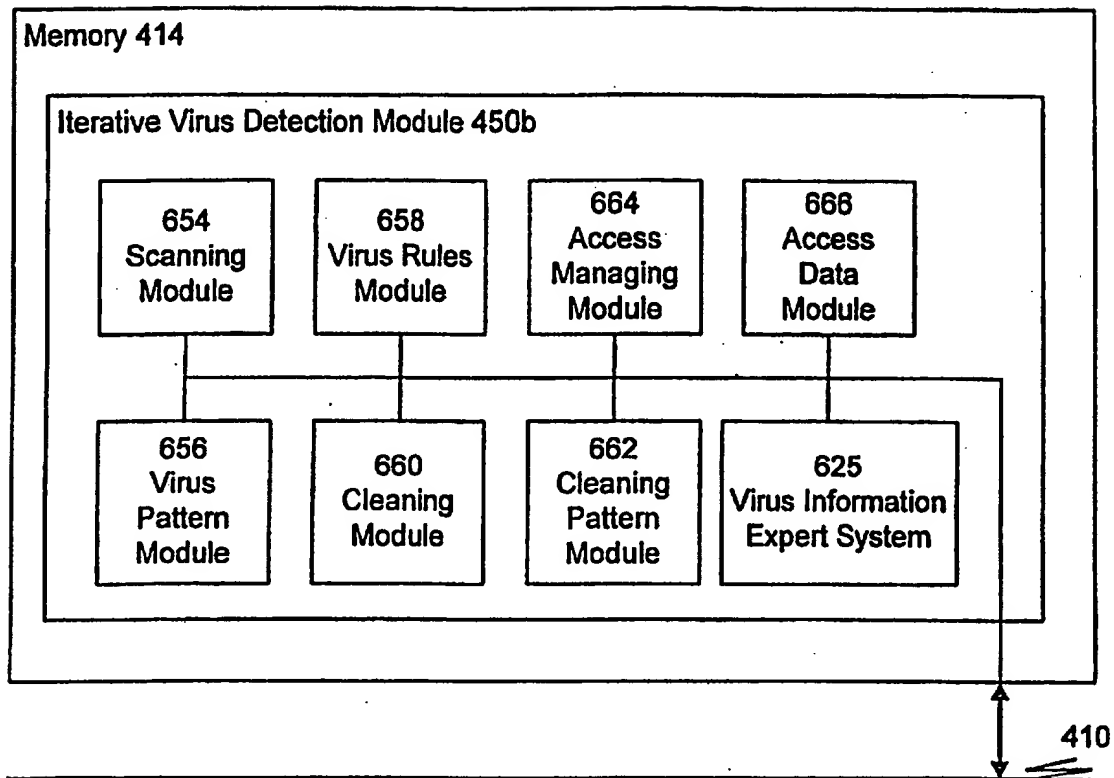 Memory 414
Iterative Virus Detection Module 450b
654
Scanning
Module
658
Virus Rules
Module
664
Access
Managing
Module
666
Access
Data
Module
656
Virus
Pattern
Module
660
Cleaning
Module
662
Cleaning
Pattern
Module
625
Virus Information
Expert System
410